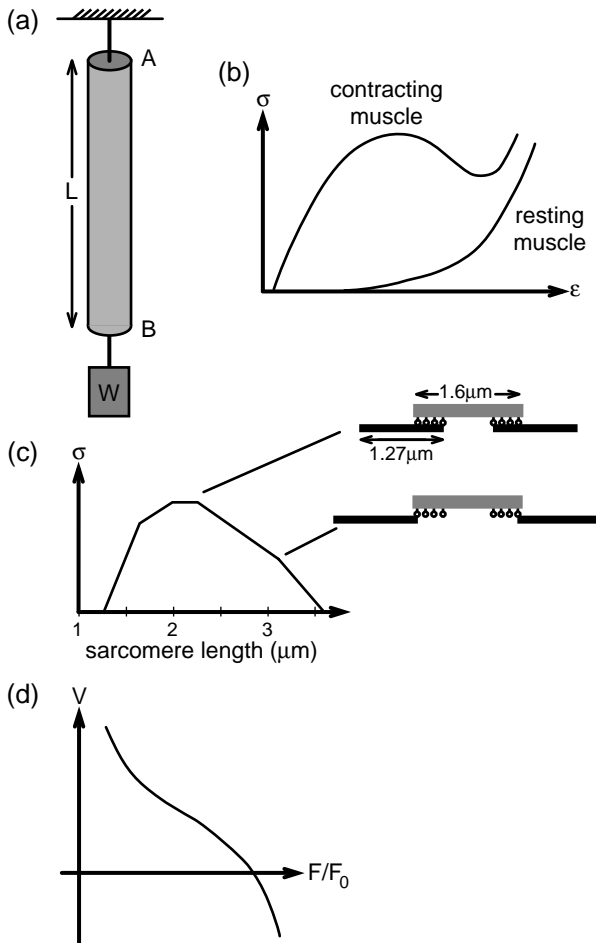 (a)
A
L
B
W
(b)
σ
contracting
muscle
resting
muscle
ε
(c)
σ
1 2 3
sarcomere length (μm)
1.6μm
1.27μm
(d)
V
F/F₀